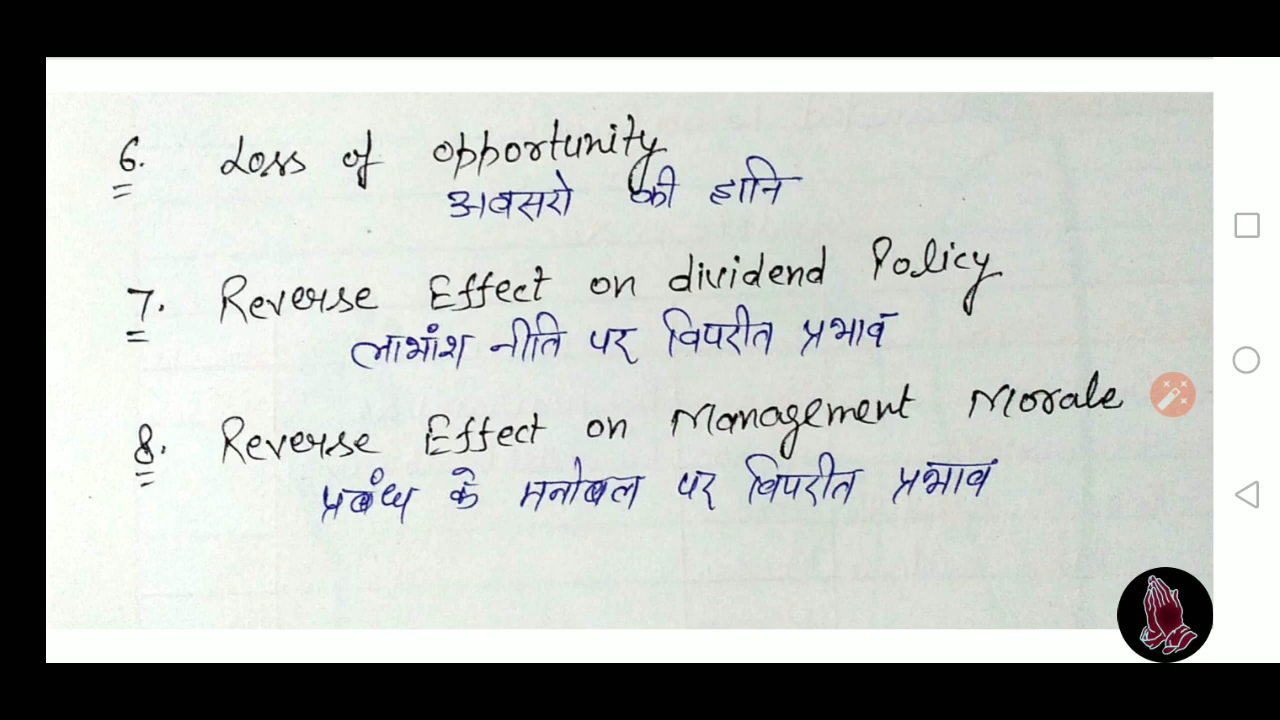 6. Loss of opportunity
अवसरो की हानि
7. Reverse Effect on dividend Policy
लाभांश नीति पर विपरीत प्रभाव
8. Reverse Effect on Management Morale
प्रबंध के मनोबल पर विपरीत प्रभाव